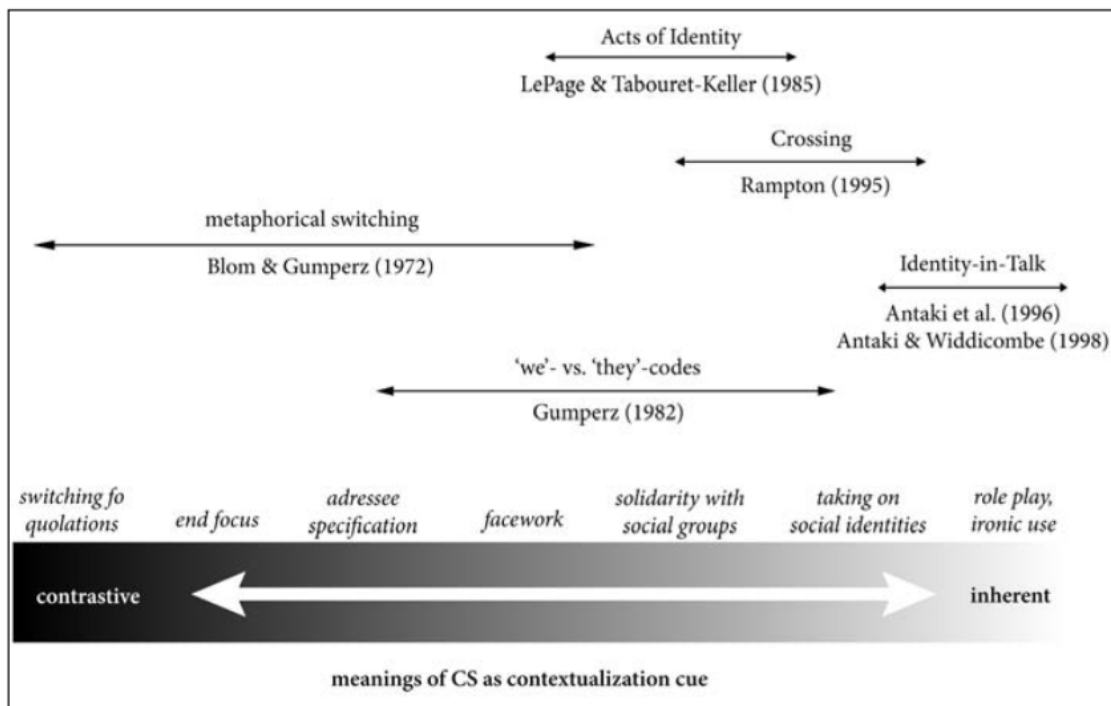 Acts of Identity
LePage & Tabouret-Keller (1985)
Crossing
Rampton (1995)
metaphorical switching
Blom & Gumperz (1972)
Identity-in-Talk
Antaki et al. (1996)
Antaki & Widdicombe (1998)
‘we’- vs. ‘they’-codes
Gumperz (1982)
switching fo
quolations
end focus
adressee
specification
facework
solidarity with
social groups
taking on
social identities
role play,
ironic use
contrastive
inherent
meanings of CS as contextualization cue